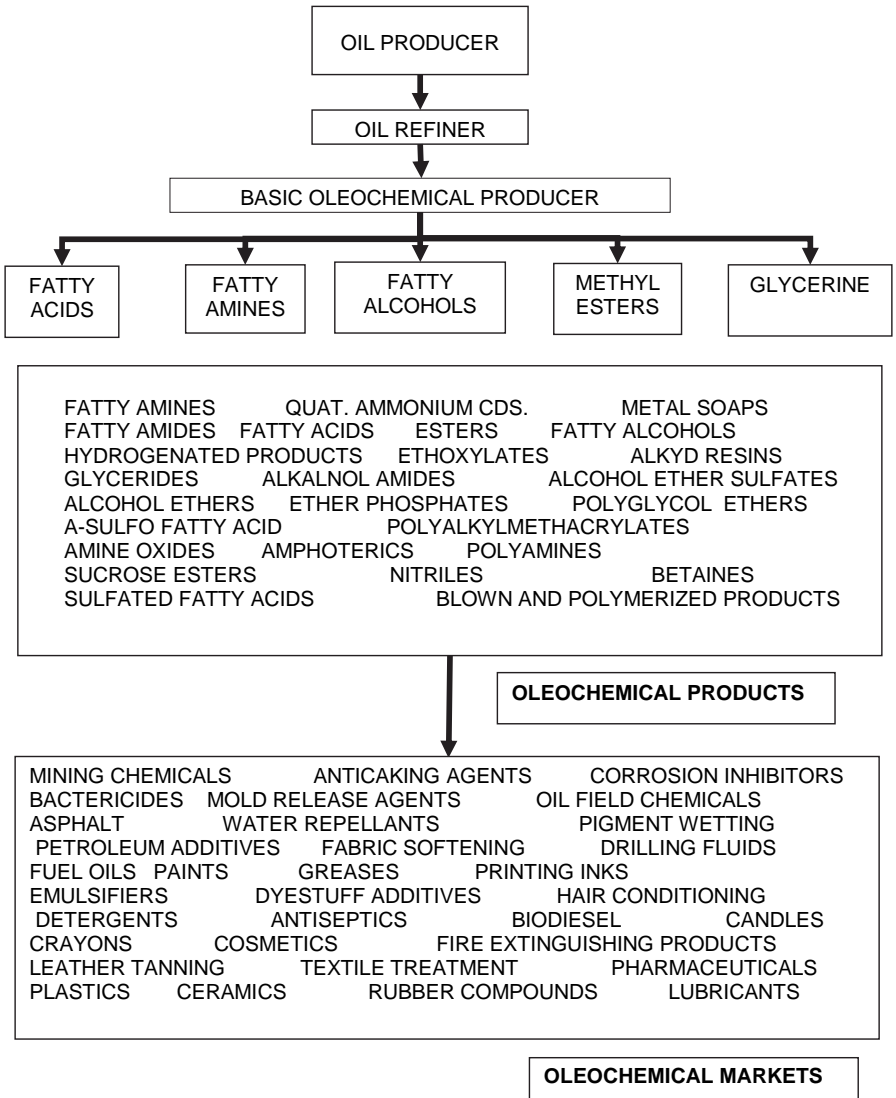 OIL PRODUCER
OIL REFINER
BASIC OLEOCHEMICAL PRODUCER
FATTY
ACIDS
FATTY
AMINES
FATTY
ALCOHOLS
METHYL
ESTERS
GLYCERINE
FATTY AMINES QUAT. AMMONIUM CDS. METAL SOAPS
FATTY AMIDES FATTY ACIDS ESTERS FATTY ALCOHOLS
HYDROGENATED PRODUCTS ETHOXYLATES ALKYD RESINS
GLYCERIDES ALKALNOL AMIDES ALCOHOL ETHER SULFATES
ALCOHOL ETHERS ETHER PHOSPHATES POLYGLYCOL ETHERS
A-SULFO FATTY ACID POLYALKYLMETHACRYLATES
AMINE OXIDES AMPHOTERICS POLYAMINES
SUCROSE ESTERS NITRILES BETAINES
SULFATED FATTY ACIDS BLOWN AND POLYMERIZED PRODUCTS
OLEOCHEMICAL PRODUCTS
MINING CHEMICALS ANTICAKING AGENTS CORROSION INHIBITORS
BACTERICIDES MOLD RELEASE AGENTS OIL FIELD CHEMICALS
ASPHALT WATER REPELLANTS PIGMENT WETTING
PETROLEUM ADDITIVES FABRIC SOFTENING DRILLING FLUIDS
FUEL OILS PAINTS GREASES PRINTING INKS
EMULSIFIERS DYESTUFF ADDITIVES HAIR CONDITIONING
DETERGENTS ANTISEPTICS BIODIESEL CANDLES
CRAYONS COSMETICS FIRE EXTINGUISHING PRODUCTS
LEATHER TANNING TEXTILE TREATMENT PHARMACEUTICALS
PLASTICS CERAMICS RUBBER COMPOUNDS LUBRICANTS
OLEOCHEMICAL MARKETS